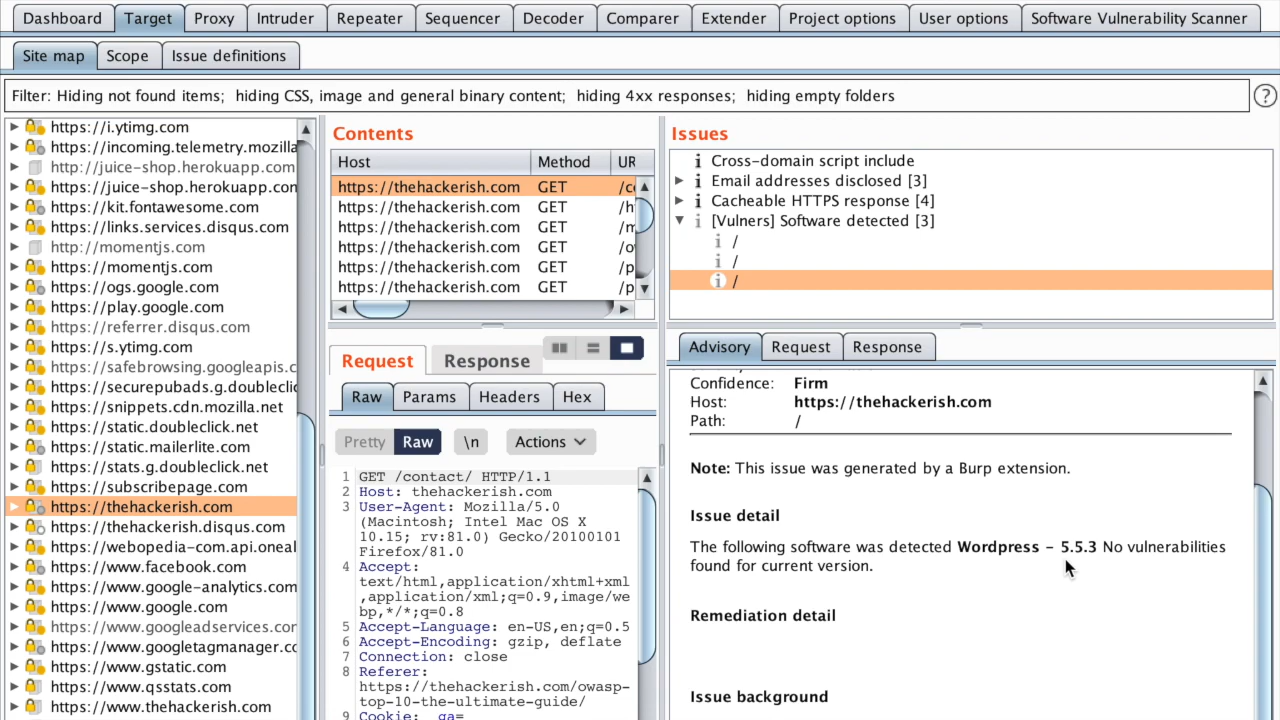 Dashboard Target Proxy Intruder Repeater Sequencer Decoder Comparer Extender Project options User options Software Vulnerability Scanner
Site map Scope Issue definitions
Filter: Hiding not found items; hiding CSS, image and general binary content; hiding 4xx responses; hiding empty folders
https://i.ytimg.com
https://incoming.telemetry.mozilla
http://juice-shop.herokuapp.com
https://juice-shop.herokuapp.com
https://kit.fontawesome.com
https://links.services.disqus.com
http://momentjs.com
https://momentjs.com
https://ogs.google.com
https://play.google.com
https://referrer.disqus.com
https://s.ytimg.com
https://safebrowsing.googleapis.c
https://securepubads.g.doubleclic
https://snippets.cdn.mozilla.net
https://static.doubleclick.net
https://static.mailerlite.com
https://stats.g.doubleclick.net
https://subscribepage.com
https://thehackerish.com
https://thehackerish.disqus.com
https://webopedia-com.api.oneal
https://www.facebook.com
https://www.google-analytics.com
https://www.google.com
https://www.googleadservices.com
https://www.googletagmanager.co
https://www.gstatic.com
https://www.qsstats.com
https://www.thehackerish.com
Contents
Host Method UR
https://thehackerish.com GET /co
https://thehackerish.com GET /h
https://thehackerish.com GET /n
https://thehackerish.com GET /o
https://thehackerish.com GET /p
https://thehackerish.com GET /p
Request Response
Raw Params Headers Hex
Pretty Raw \n Actions
1 GET /contact/ HTTP/1.1
2 Host: thehackerish.com
3 User-Agent: Mozilla/5.0
(Macintosh; Intel Mac OS X
10.15; rv:81.0) Gecko/20100101
Firefox/81.0
4 Accept:
text/html,application/xhtml+xml
,application/xml;q=0.9,image/we
bp,*/*;q=0.8
5 Accept-Language: en-US,en;q=0.5
6 Accept-Encoding: gzip, deflate
7 Connection: close
8 Referer:
https://thehackerish.com/owasp-
top-10-the-ultimate-guide/
9 Cookie: _ga=
Issues
Cross-domain script include
Email addresses disclosed [3]
Cacheable HTTPS response [4]
[Vulners] Software detected [3]
/
/
/
Advisory Request Response
Confidence: Firm
Host: https://thehackerish.com
Path: /
Note: This issue was generated by a Burp extension.
Issue detail
The following software was detected Wordpress - 5.5.3 No vulnerabilities
found for current version.
Remediation detail
Issue background